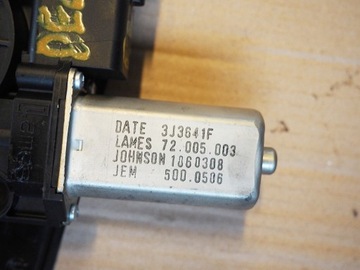 DATE 3J3641F
LAMES 72.005.003
JOHNSON 1060308
JEM 500.0506